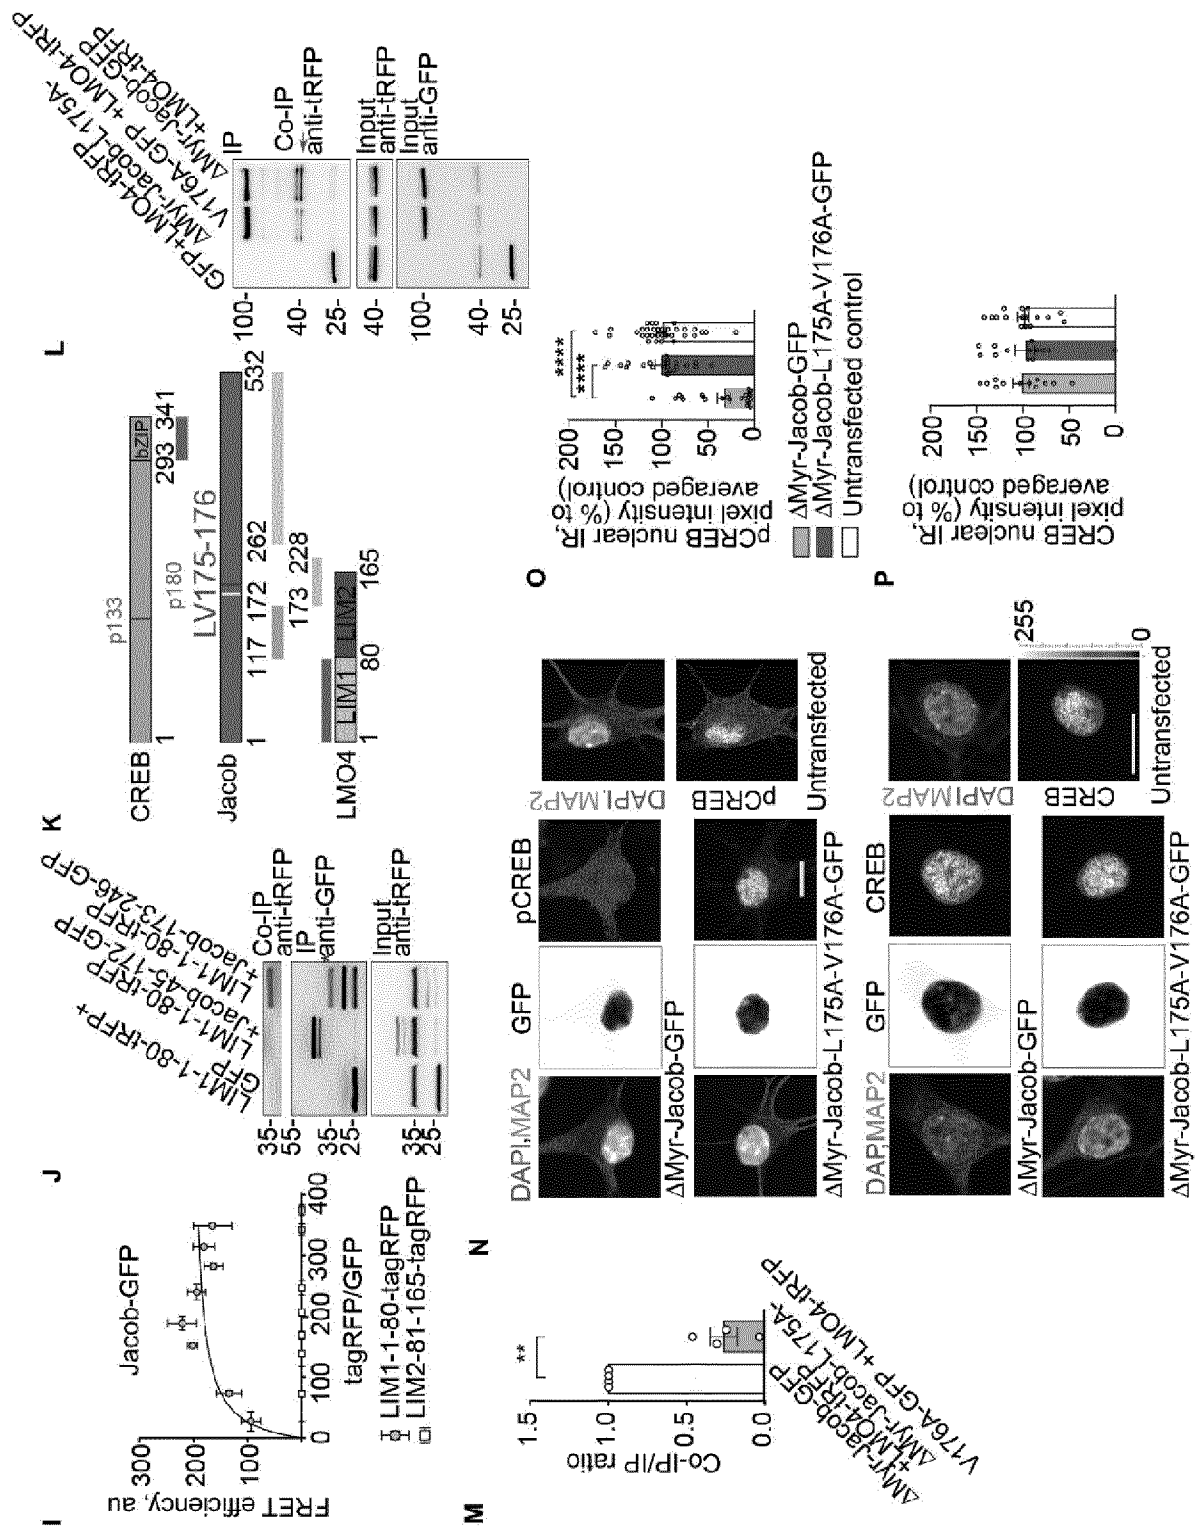 I
Jacob-GFP
FRET
efficiency, au
300
200
100
0
100
200
300
400
tagRFP/GFP
LIM1-1-80-tagRFP
LIM2-81-165-tagRFP
J
LIM1-1-80-tRFP+
GFP
LIM1-1-80-tRFP
+Jacob-45-172-GFP
LIM1-1-80-tRFP
+Jacob-173-246-GFP
35-
55-
35-
25-
35-
25-
Co-IP
anti-tRFP
IP
anti-GFP
Input
anti-tRFP
K
CREB
p133
bZIP
1
293 341
p180
LV175-176
Jacob
1
117 172
262
532
173 228
LMO4
LIM1
LIM2
1
80
165
L
GFP+LMO4-tRFP
ΔMyr-Jacob-L175A-
V176A-GFP +LMO4-tRFP
ΔMyr-Jacob-GFP
+LMO4-tRFP
100-
40-
25-
40-
100-
40-
25-
IP
Co-IP
anti-tRFP
Input
anti-tRFP
Input
anti-GFP
M
Co-IP/IP ratio
1.5
1.0
0.5
0.0
**
ΔMyr-Jacob-GFP
+LMO4-tRFP
ΔMyr-Jacob-L175A-
V176A-GFP +LMO4-tRFP
N
DAPI,MAP2
GFP
pCREB
ΔMyr-Jacob-GFP
ΔMyr-Jacob-L175A-V176A-GFP
DAPI,MAP2
pCREB
Untransfected
DAPI,MAP2
GFP
CREB
ΔMyr-Jacob-GFP
ΔMyr-Jacob-L175A-V176A-GFP
DAPI,MAP2
CREB
Untransfected
255
0
O
pCREB nuclear IR,
pixel intensity (% to
averaged control)
200
150
100
50
0
****
****
ΔMyr-Jacob-GFP
ΔMyr-Jacob-L175A-V176A-GFP
Untransfected control
P
CREB nuclear IR,
pixel intensity (% to
averaged control)
200
150
100
50
0